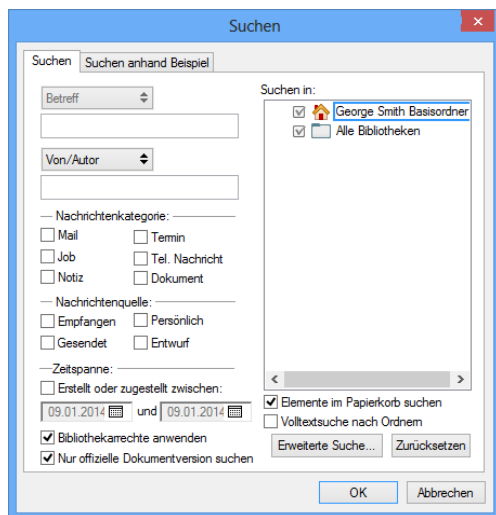 Suchen
Suchen
Suchen anhand Beispiel
Betreff
Von/Autor
Nachrichtenkategorie:
Mail
Termin
Job
Tel. Nachricht
Notiz
Dokument
Nachrichtenquelle:
Empfangen
Persönlich
Gesendet
Entwurf
Zeitspanne:
Erstellt oder zugestellt zwischen:
09.01.2014 und 09.01.2014
Bibliothekarrechte anwenden
Nur offizielle Dokumentversion suchen
Suchen in:
George Smith Basisordner
Alle Bibliotheken
Elemente im Papierkorb suchen
Volltextsuche nach Ordnern
Erweiterte Suche...
Zurücksetzen
OK
Abbrechen